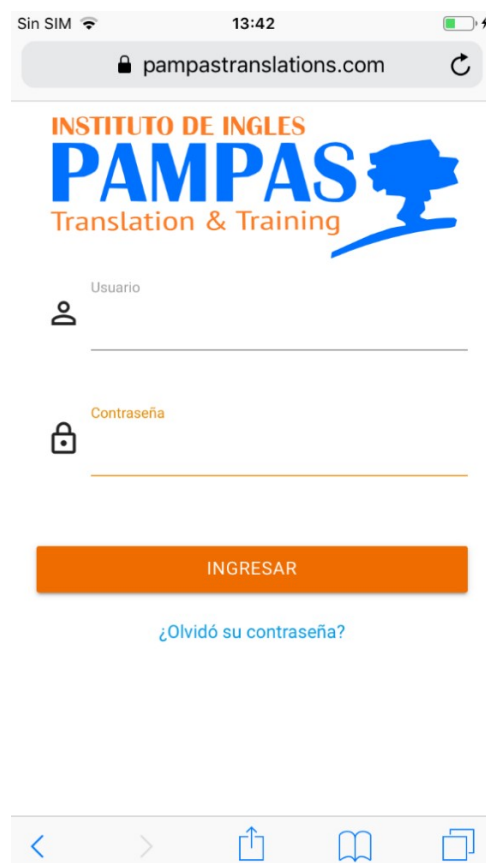 Sin SIM 13:42
pampastranslations.com
INSTITUTO DE INGLES
PAMPAS
Translation & Training
Usuario
Contraseña
INGRESAR
¿Olvidó su contraseña?